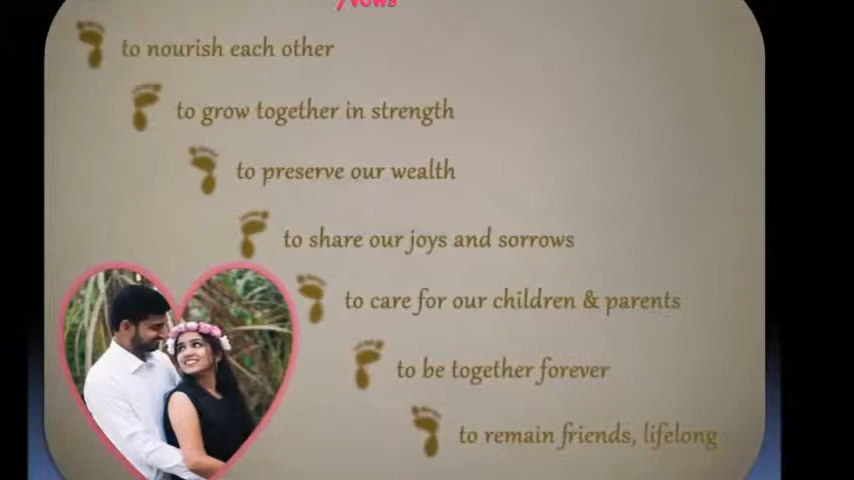 Vows
to nourish each other
to grow together in strength
to preserve our wealth
to share our joys and sorrows
to care for our children & parents
to be together forever
to remain friends, lifelong